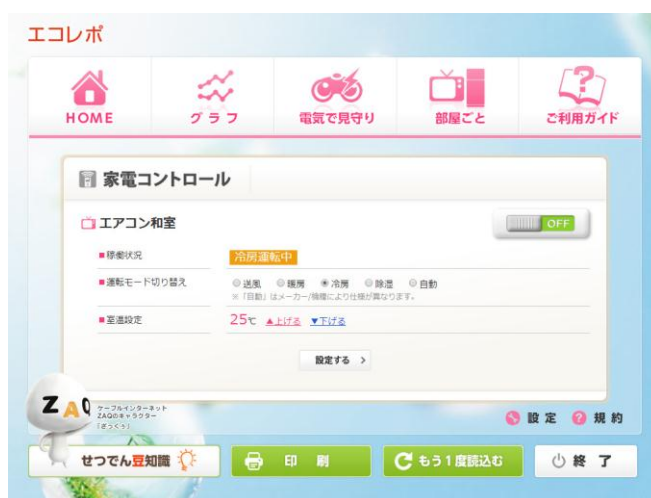 エコレポ
HOME
グラフ
電気で見守り
部屋ごと
ご利用ガイド
家電コントロール
エアコン和室
OFF
■稼働状況
冷房運転中
■運転モード切り替え
送風 暖房 冷房 除湿 自動
※「自動」はメーカー/機種により仕様が異なります。
■室温設定
25℃ ▲上げる ▼下げる
設定する >
ZAQ
ケーブルインターネット
ZAQのキャラクター
「ざっくぅ」
設定 規約
せつでん豆知識
印刷
もう1度読込む
終了